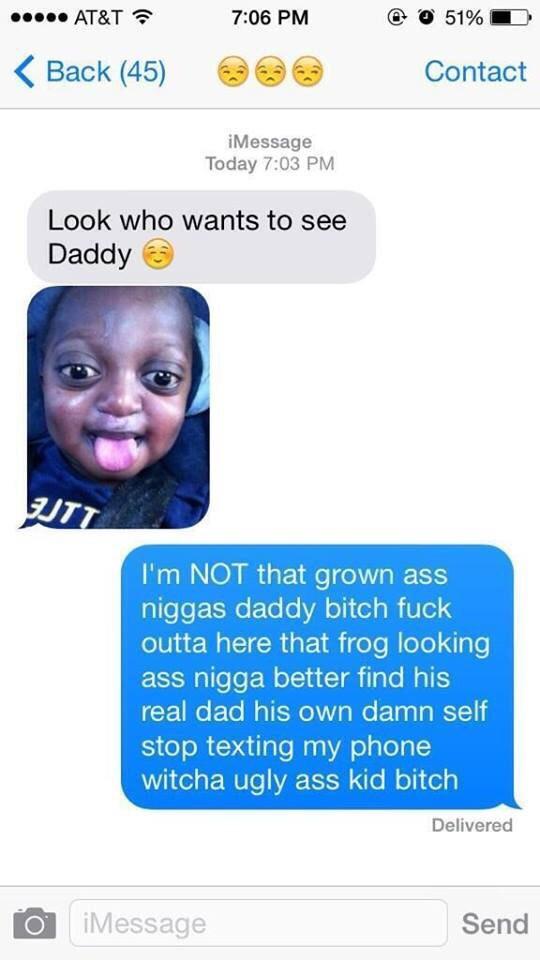 AT&T 7:06 PM 51%
Back (45) 😒😒😒 Contact
iMessage
Today 7:03 PM
Look who wants to see
Daddy ☺️
TTLE
I'm NOT that grown ass
niggas daddy bitch fuck
outta here that frog looking
ass nigga better find his
real dad his own damn self
stop texting my phone
witcha ugly ass kid bitch
Delivered
iMessage Send